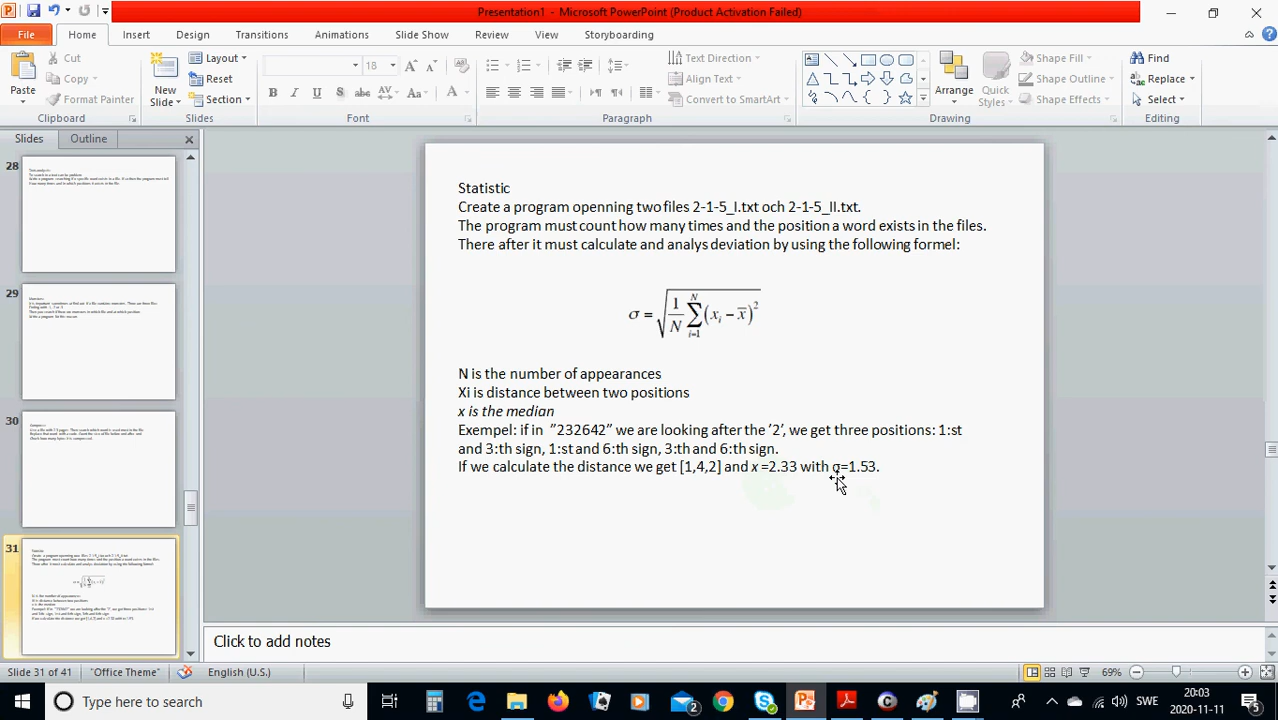 Presentation1 - Microsoft PowerPoint (Product Activation Failed)
File Home Insert Design Transitions Animations Slide Show Review View Storyboarding
Paste
Cut
Copy
Format Painter
Clipboard
New Slide
Layout
Reset
Section
Slides
18
Font
Paragraph
Text Direction
Align Text
Convert to SmartArt
Arrange
Quick Styles
Shape Fill
Shape Outline
Shape Effects
Drawing
Find
Replace
Select
Editing
Slides Outline
28
29
30
31
Statistic
Create a program openning two files 2-1-5_I.txt och 2-1-5_II.txt.
The program must count how many times and the position a word exists in the files.
There after it must calculate and analys deviation by using the following formel:
σ = √ 1/N ∑ i=1 N (xi − x̄)²
N is the number of appearances
Xi is distance between two positions
x is the median
Exempel: if in ”232642” we are looking after the ’2’, we get three positions: 1:st
and 3:th sign, 1:st and 6:th sign, 3:th and 6:th sign.
If we calculate the distance we get [1,4,2] and x =2.33 with σ=1.53.
Click to add notes
Slide 31 of 41 "Office Theme" English (U.S.) 69%
Type here to search
2
SWE
20:03
2020-11-11
5